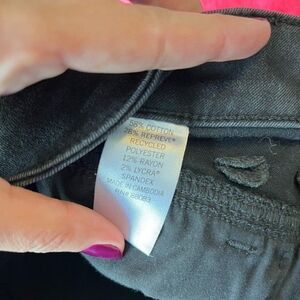 58% COTTON
28% REPREVE®
RECYCLED
POLYESTER
12% RAYON
2% LYCRA®
SPANDEX
MADE IN CAMBODIA